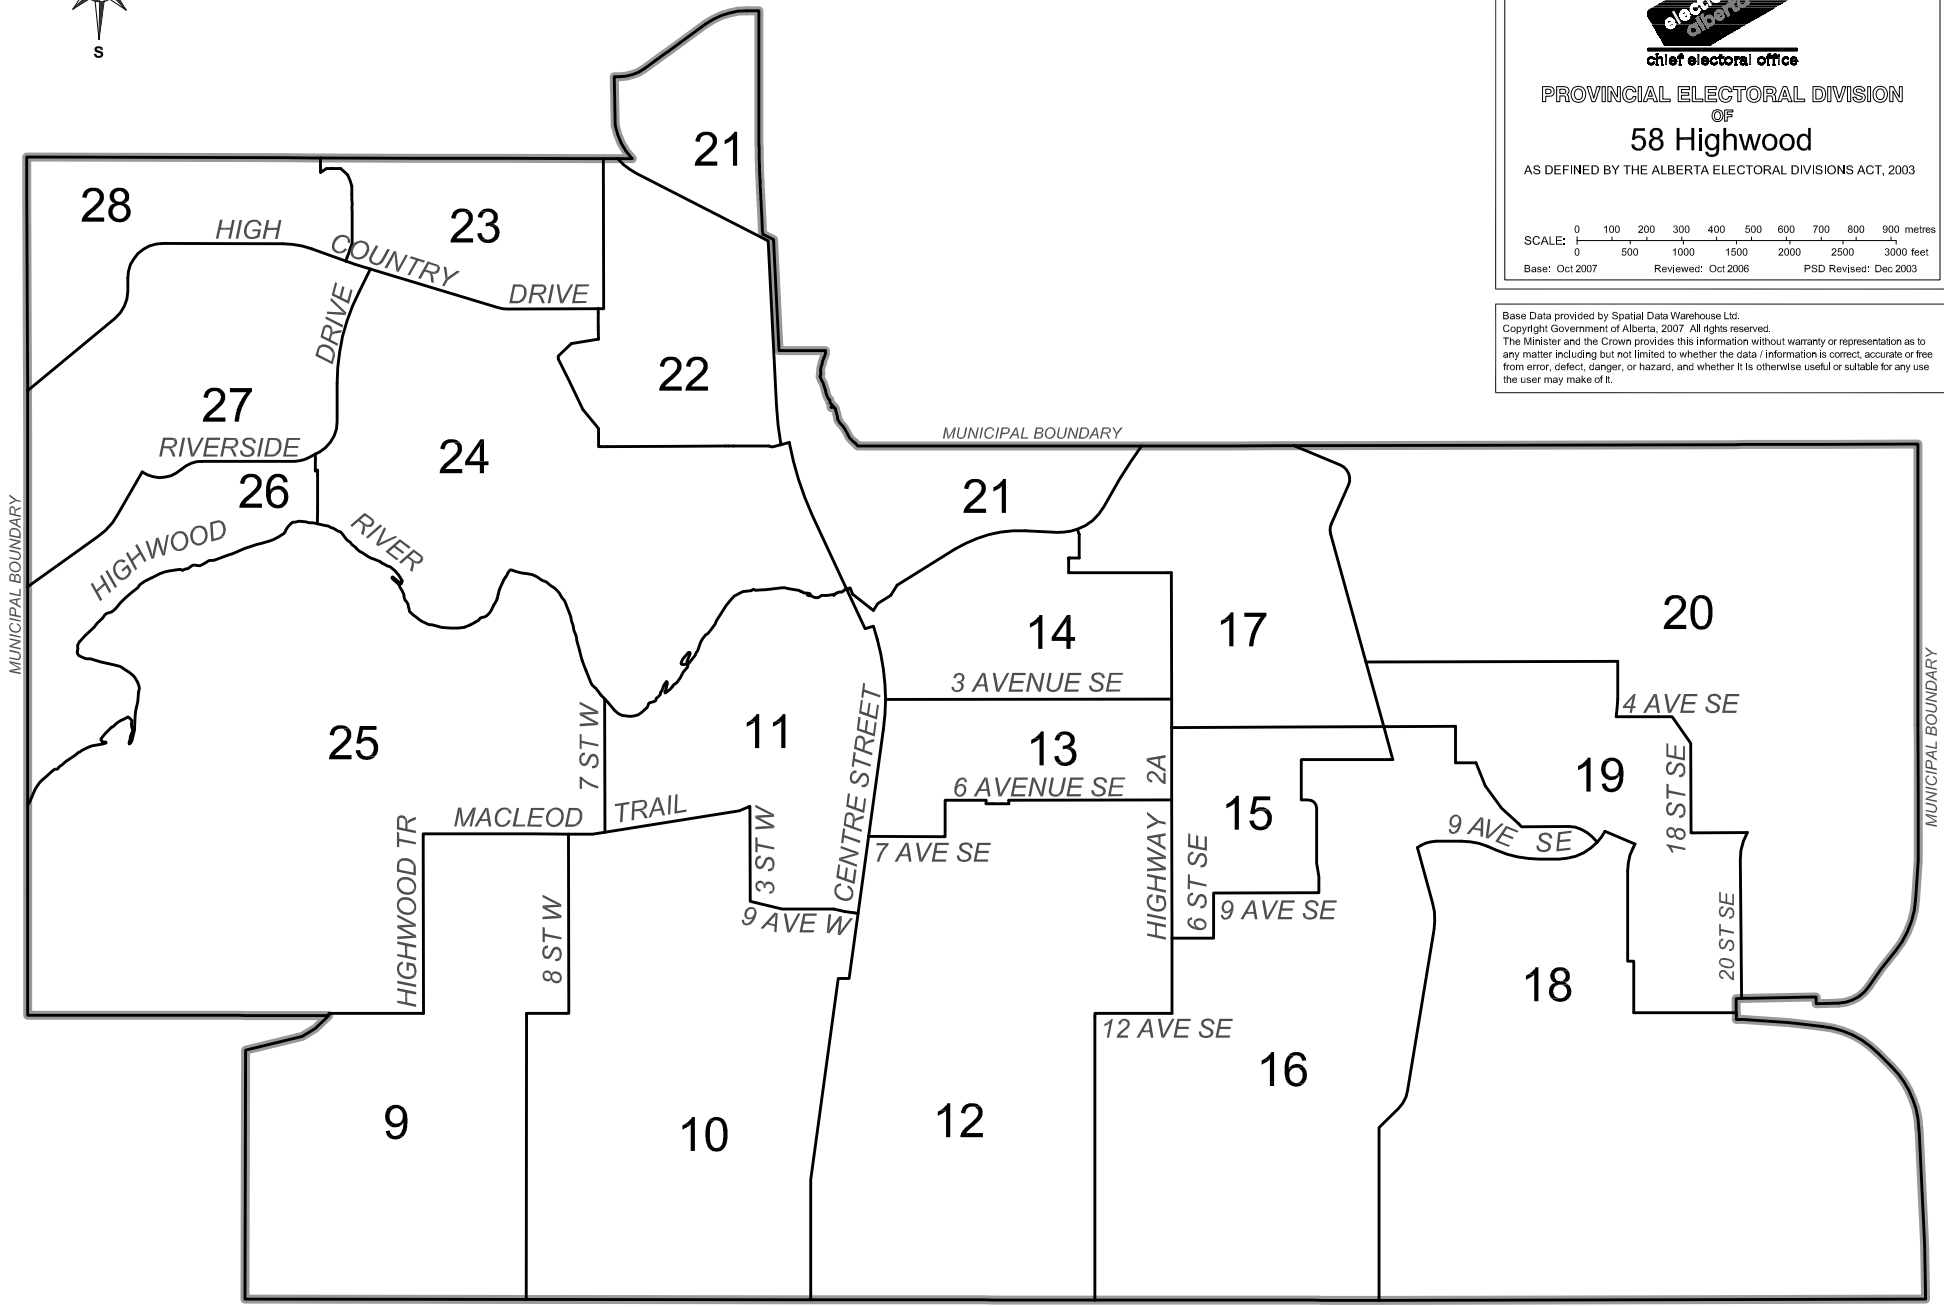 S
electi
alberta
chief electoral office
PROVINCIAL ELECTORAL DIVISION
OF
58 Highwood
AS DEFINED BY THE ALBERTA ELECTORAL DIVISIONS ACT, 2003
SCALE:
0 100 200 300 400 500 600 700 800 900 metres
0 500 1000 1500 2000 2500 3000 feet
Base: Oct 2007 Reviewed: Oct 2006 PSD Revised: Dec 2003
Base Data provided by Spatial Data Warehouse Ltd.
Copyright Government of Alberta, 2007 All rights reserved.
The Minister and the Crown provides this information without warranty or representation as to
any matter including but not limited to whether the data / information is correct, accurate or free
from error, defect, danger, or hazard, and whether it is otherwise useful or suitable for any use
the user may make of it.
21
28
23
HIGH
COUNTRY
DRIVE
DRIVE
22
27
RIVERSIDE
24
MUNICIPAL BOUNDARY
26
21
HIGHWOOD
RIVER
MUNICIPAL BOUNDARY
14
17
20
3 AVENUE SE
4 AVE SE
25
7 ST W
11
CENTRE STREET
13
6 AVENUE SE
HIGHWAY 2A
19
18 ST SE
MUNICIPAL BOUNDARY
MACLEOD
TRAIL
15
9 AVE
SE
HIGHWOOD TR
3 ST W
7 AVE SE
6 ST SE
8 ST W
9 AVE W
9 AVE SE
20 ST SE
18
12 AVE SE
16
9
10
12